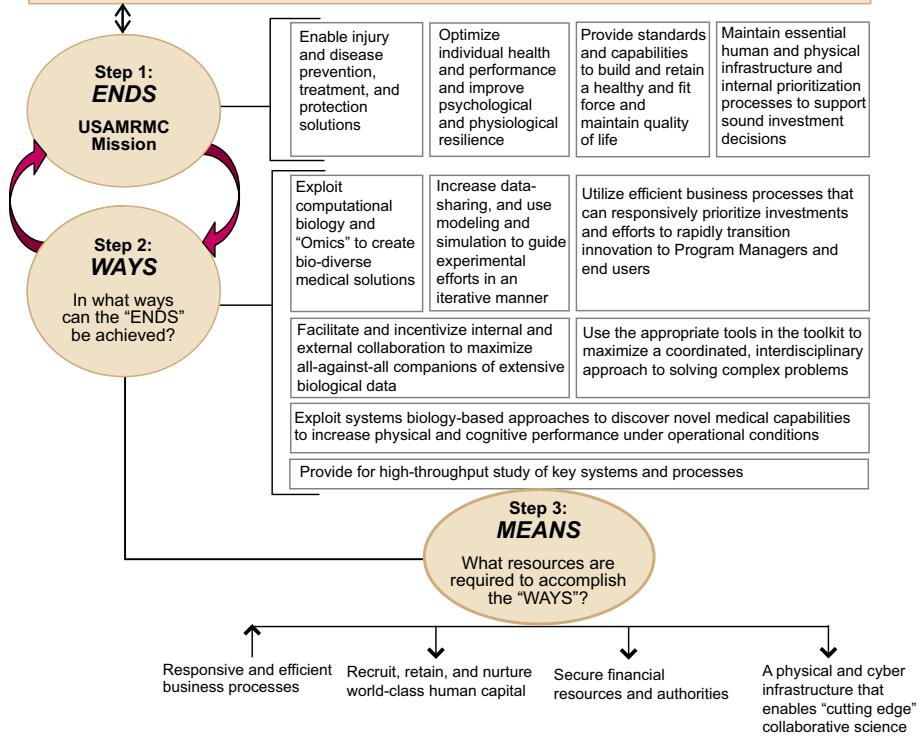 Step 1:
ENDS
USAMRMC
Mission
Enable injury
and disease
prevention,
treatment, and
protection
solutions
Optimize
individual health
and performance
and improve
psychological
and physiological
resilience
Provide standards
and capabilities
to build and retain
a healthy and fit
force and
maintain quality
of life
Maintain essential
human and physical
infrastructure and
internal prioritization
processes to support
sound investment
decisions
Step 2:
WAYS
In what ways
can the “ENDS”
be achieved?
Exploit
computational
biology and
“Omics” to create
bio-diverse
medical solutions
Increase data-
sharing, and use
modeling and
simulation to guide
experimental
efforts in an
iterative manner
Utilize efficient business processes that
can responsively prioritize investments
and efforts to rapidly transition
innovation to Program Managers and
end users
Facilitate and incentivize internal and
external collaboration to maximize
all-against-all companions of extensive
biological data
Use the appropriate tools in the toolkit to
maximize a coordinated, interdisciplinary
approach to solving complex problems
Exploit systems biology-based approaches to discover novel medical capabilities
to increase physical and cognitive performance under operational conditions
Provide for high-throughput study of key systems and processes
Step 3:
MEANS
What resources are
required to accomplish
the “WAYS”?
Responsive and efficient
business processes
Recruit, retain, and nurture
world-class human capital
Secure financial
resources and authorities
A physical and cyber
infrastructure that
enables “cutting edge”
collaborative science